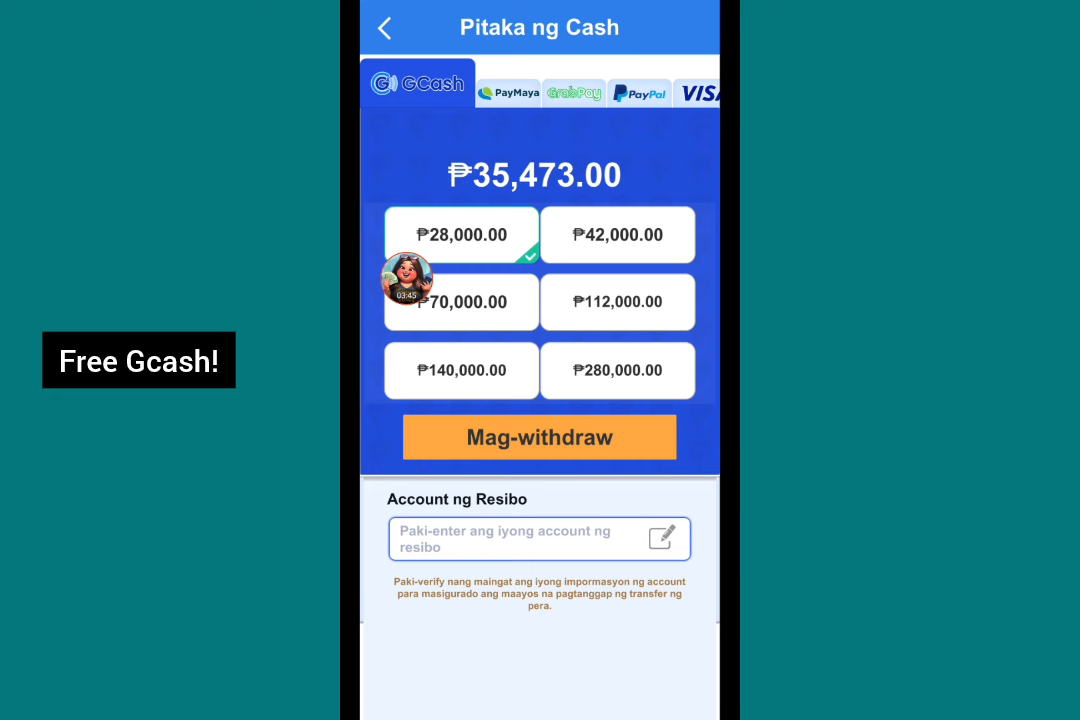 Pitaka ng Cash
GCash
PayMaya
GrabPay
PayPal
VISA
₱35,473.00
₱28,000.00
₱42,000.00
03:45
₱70,000.00
₱112,000.00
Free Gcash!
₱140,000.00
₱280,000.00
Mag-withdraw
Account ng Resibo
Paki-enter ang iyong account ng
resibo
Paki-verify nang maingat ang iyong impormasyon ng account
para masigurado ang maayos na pagtanggap ng transfer ng
pera.